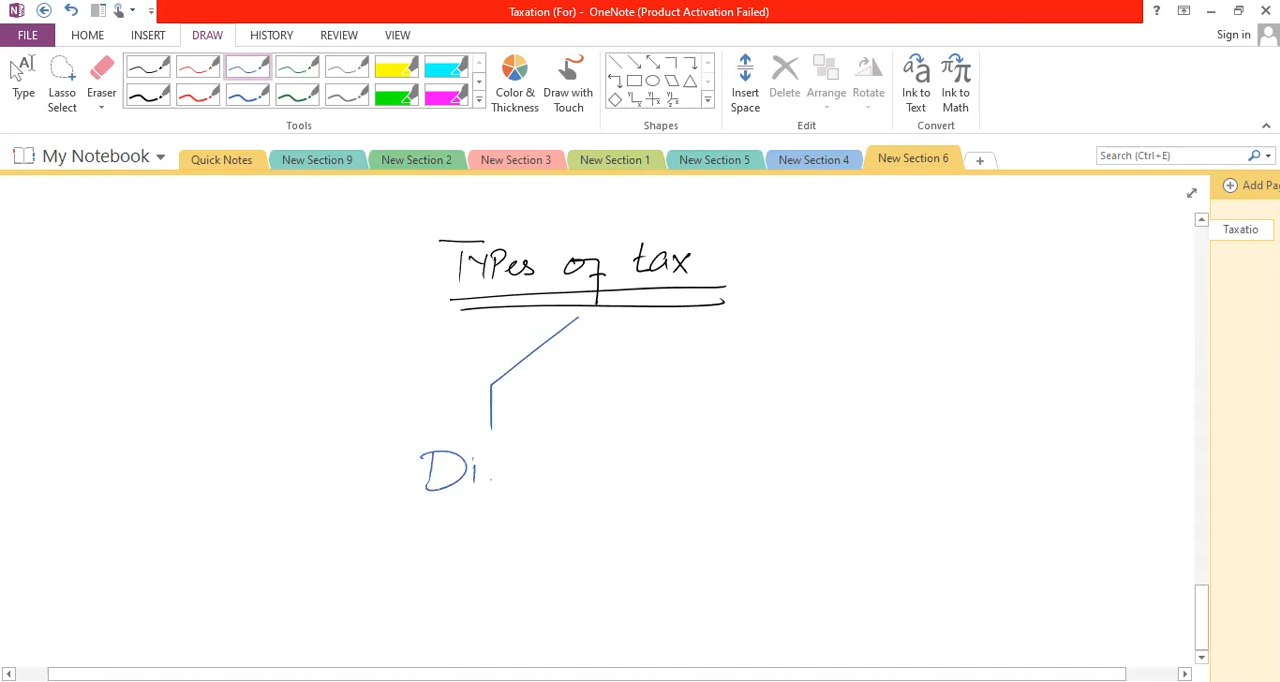 Taxation (For) - OneNote (Product Activation Failed)
?
Sign in
FILE HOME INSERT DRAW HISTORY REVIEW VIEW
Type
Lasso Select
Eraser
Color & Thickness
Draw with Touch
Insert Space
Delete
Arrange
Rotate
Ink to Text
Ink to Math
Tools Shapes Edit Convert
My Notebook
Quick Notes
New Section 9
New Section 2
New Section 3
New Section 1
New Section 5
New Section 4
New Section 6
Search (Ctrl+E)
Add Pa
Taxatio
Types of tax
Di